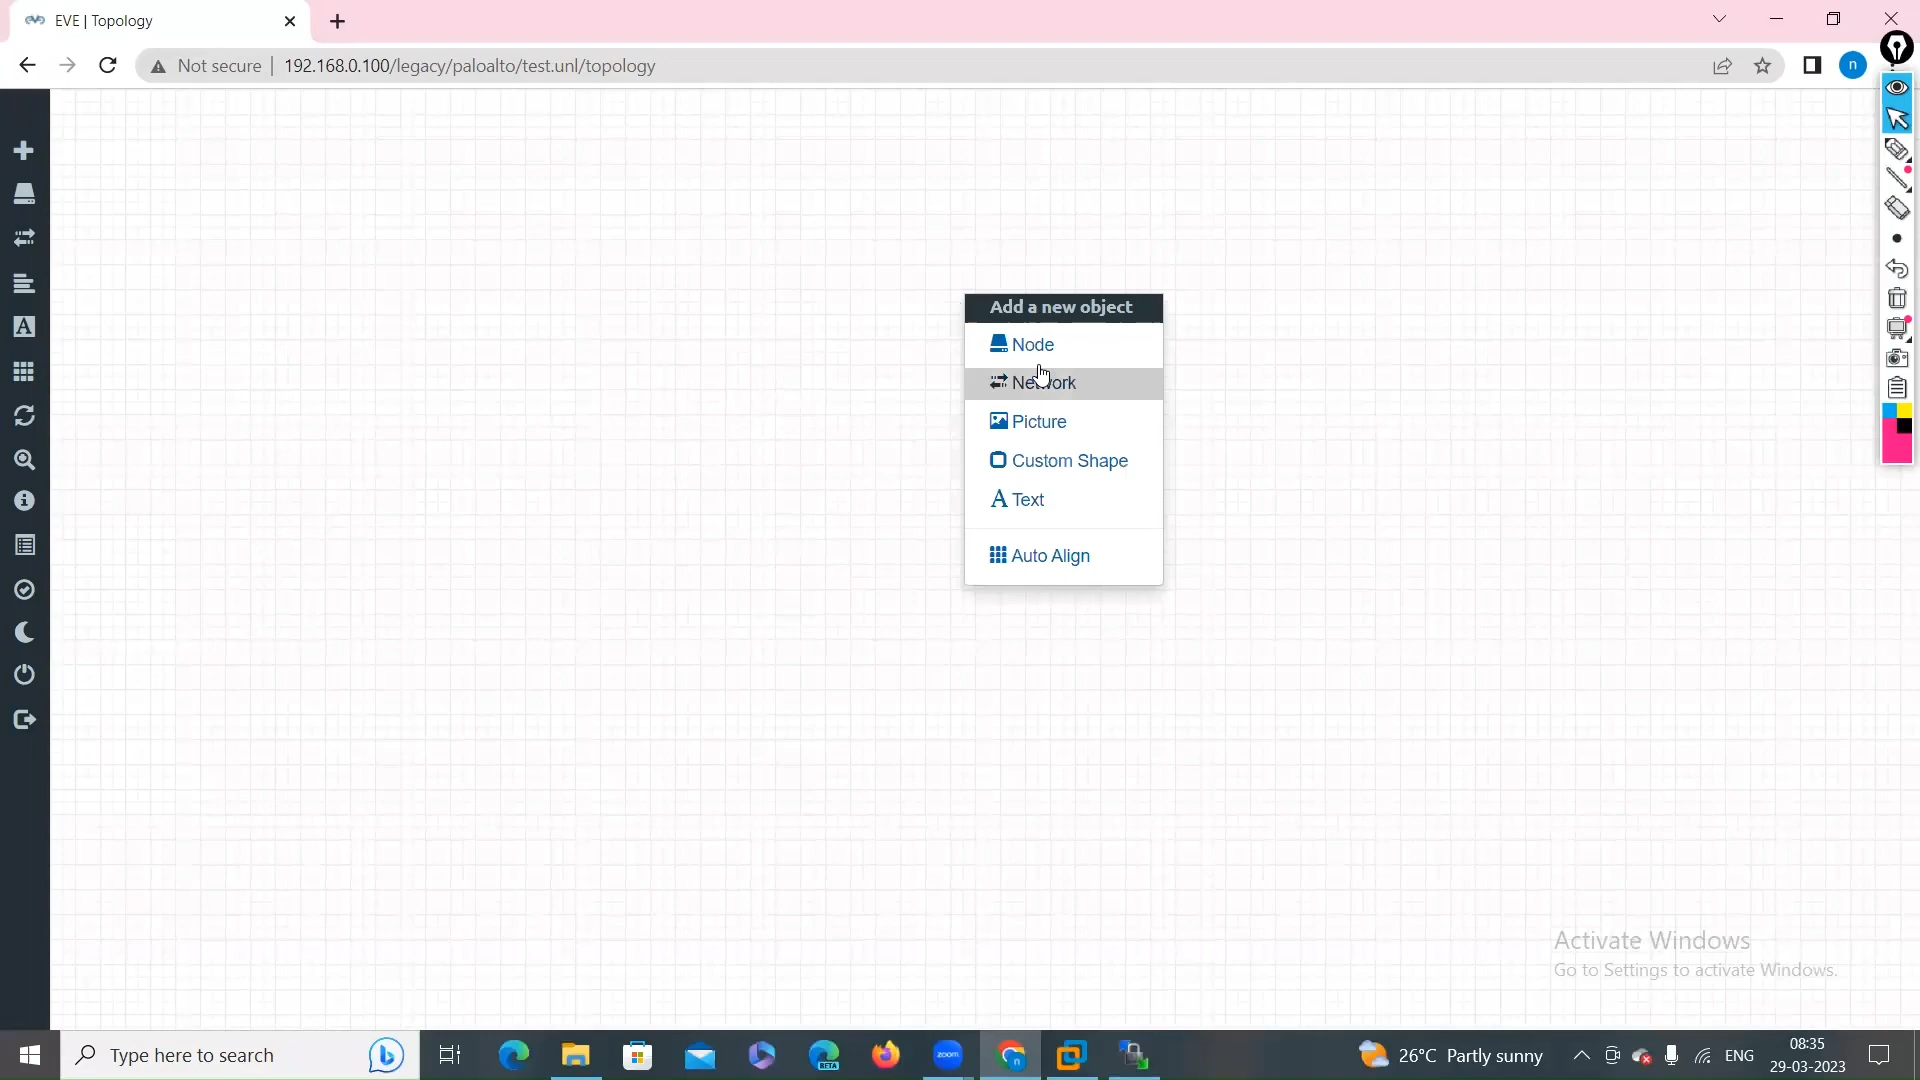 EVE | Topology
Not secure
192.168.0.100/legacy/paloalto/test.unl/topology
n
Add a new object
Node
Network
Picture
Custom Shape
A Text
Auto Align
A
Activate Windows
Go to Settings to activate Windows.
Type here to search
BETA
zoom
n
26°C Partly sunny
ENG
08:35
29-03-2023